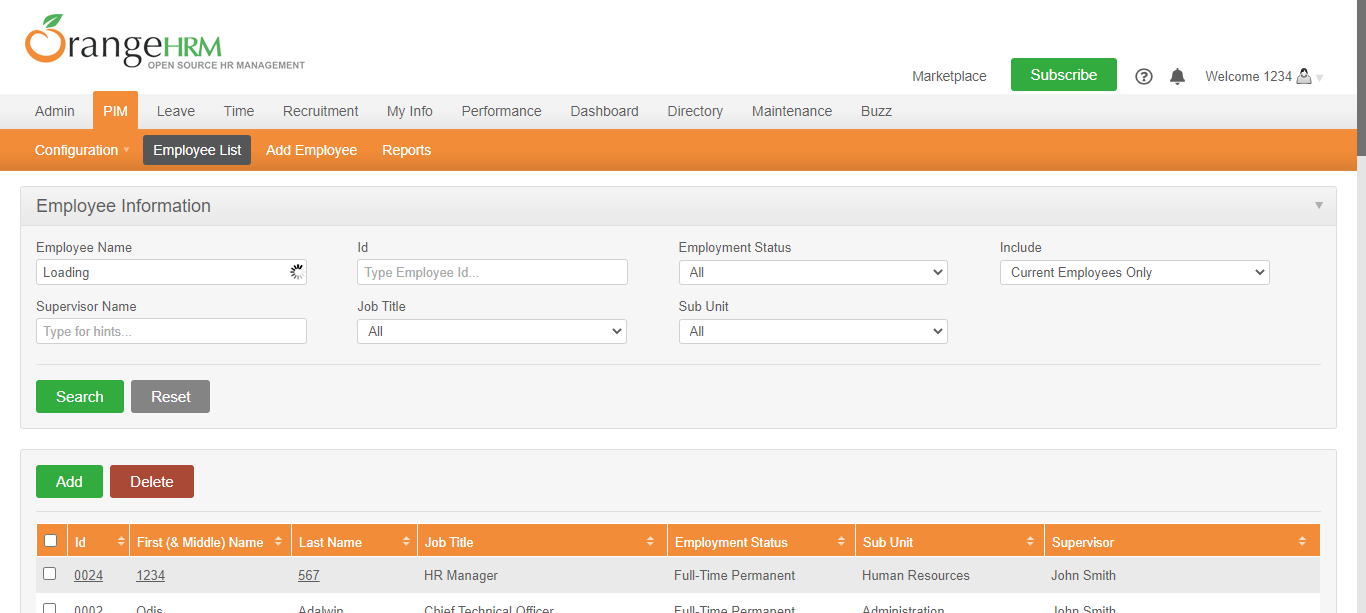 OrangeHRM
OPEN SOURCE HR MANAGEMENT
Marketplace Subscribe Welcome 1234
Admin PIM Leave Time Recruitment My Info Performance Dashboard Directory Maintenance Buzz
Configuration Employee List Add Employee Reports
Employee Information
Employee Name Id Employment Status Include
Loading Type Employee Id... All Current Employees Only
Supervisor Name Job Title Sub Unit
Type for hints... All All
Search Reset
Add Delete
Id First (& Middle) Name Last Name Job Title Employment Status Sub Unit Supervisor
0024 1234 567 HR Manager Full-Time Permanent Human Resources John Smith
0002 Odis Adalwin Chief Technical Officer Full-Time Permanent Administration John Smith